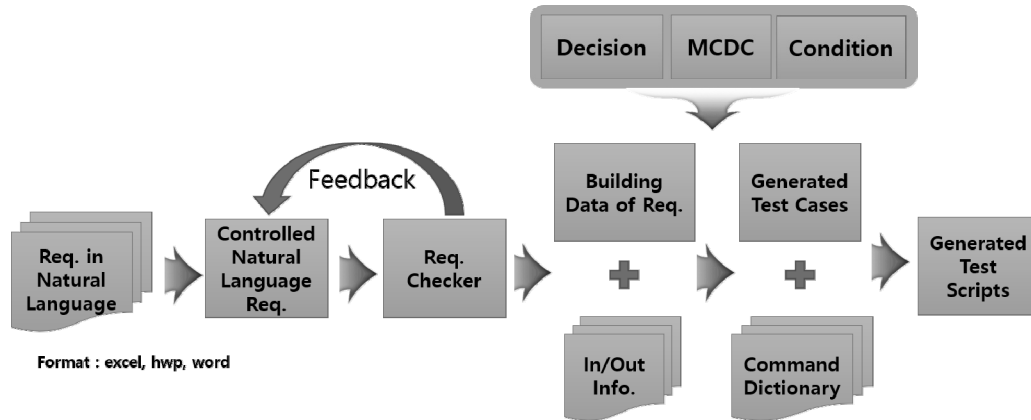 Decision
MCDC
Condition
Feedback
Req. in
Natural
Language
Controlled
Natural
Language
Req.
Req.
Checker
Building
Data of Req.
Generated
Test Cases
Generated
Test
Scripts
In/Out
Info.
Command
Dictionary
Format : excel, hwp, word